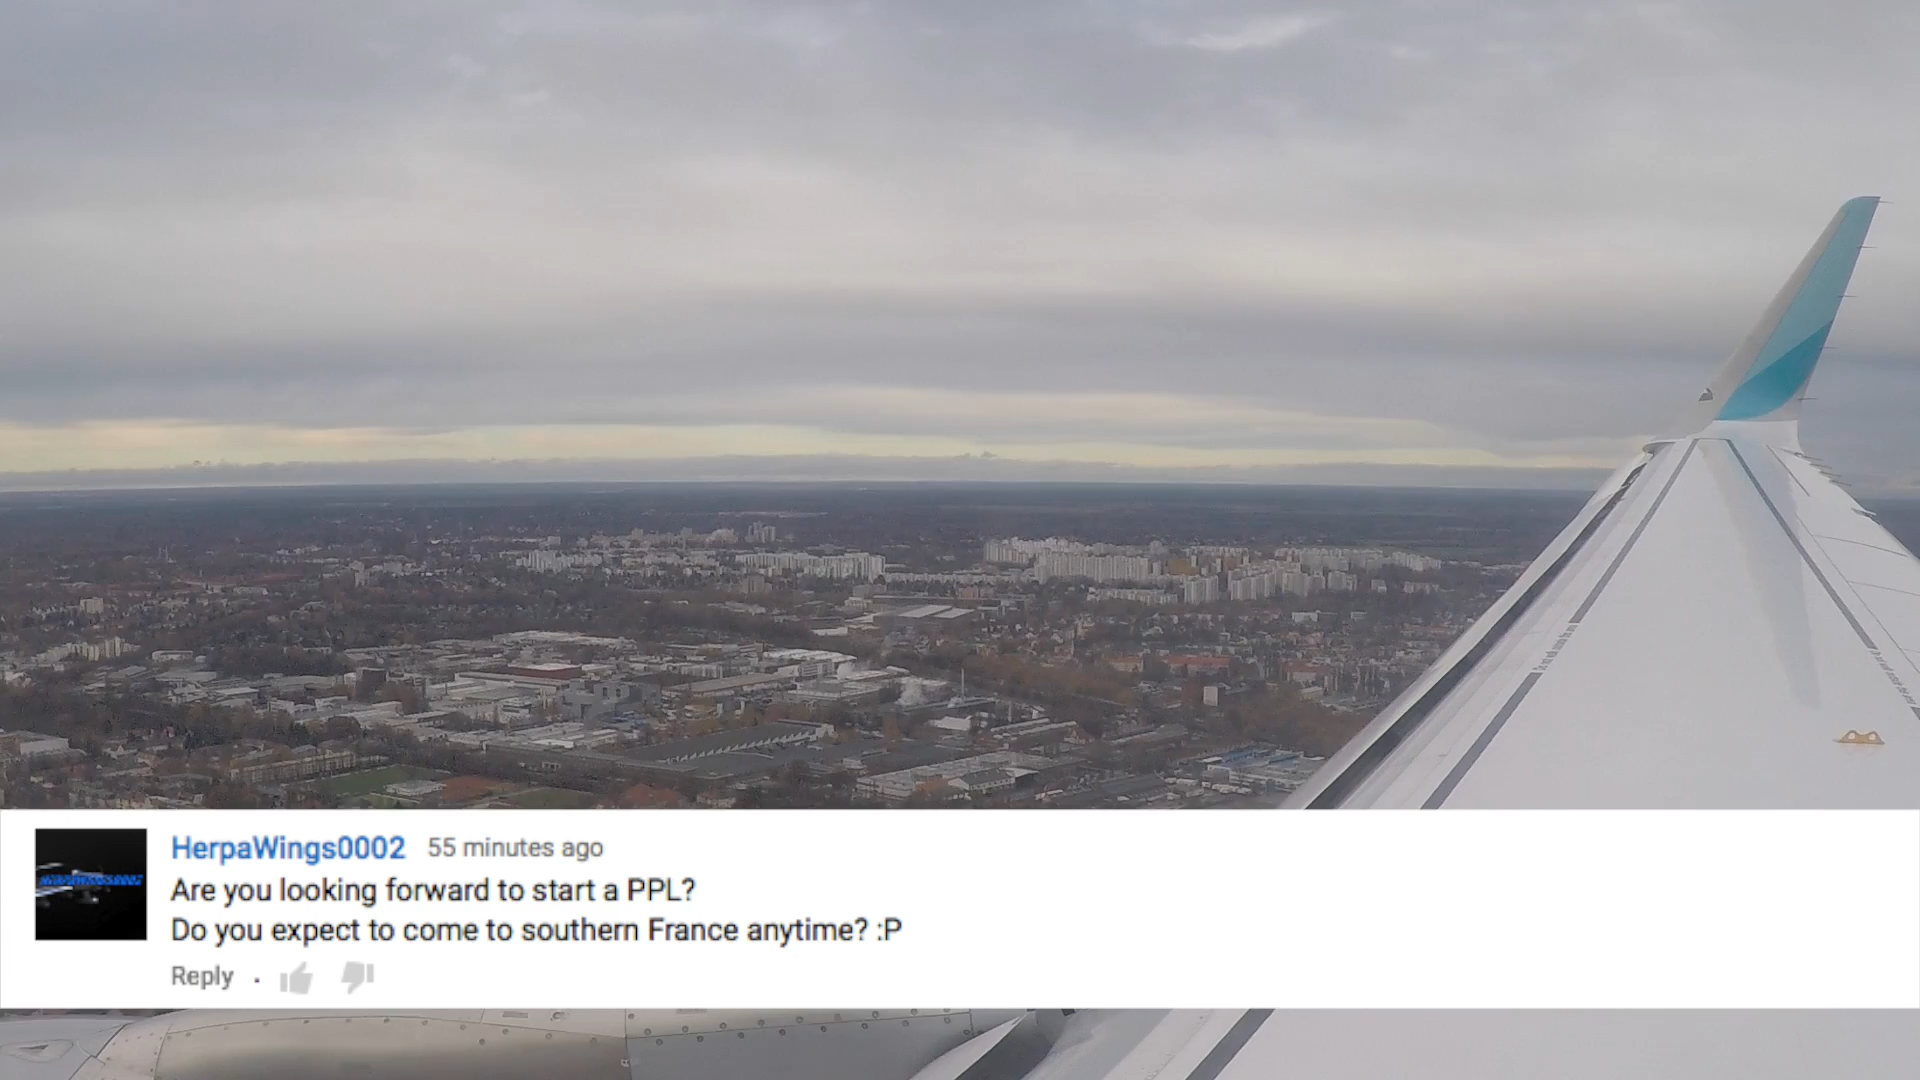 HerpaWings0002 55 minutes ago
Are you looking forward to start a PPL?
Do you expect to come to southern France anytime? :P
Reply .